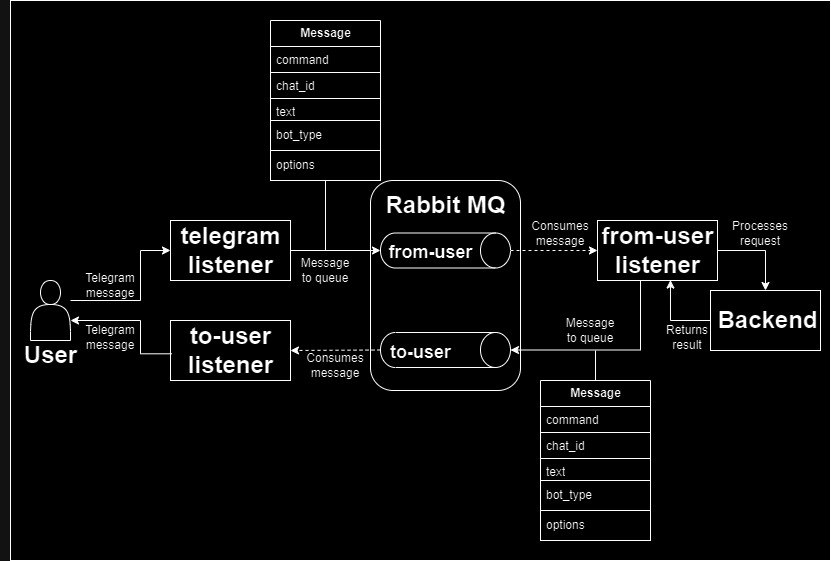 Message
command
chat_id
text
bot_type
options
Rabbit MQ
telegram
listener
from-user
Consumes
message
from-user
listener
Processes
request
Message
to queue
Telegram
message
User
Telegram
message
to-user
listener
Consumes
message
to-user
Message
to queue
Returns
result
Backend
Message
command
chat_id
text
bot_type
options